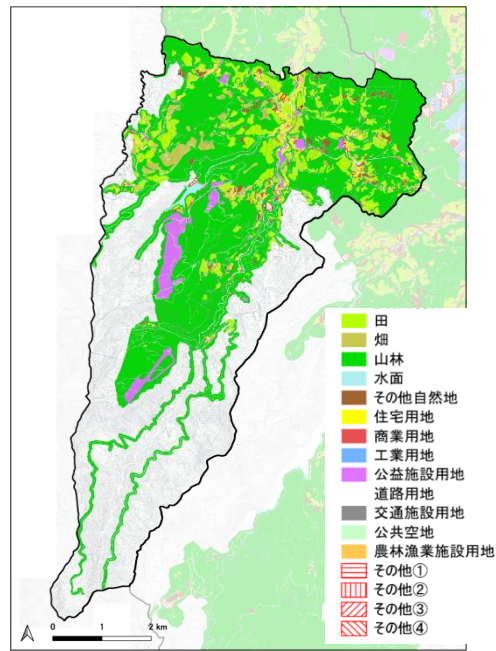 田
畑
山林
水面
その他自然地
住宅用地
商業用地
工業用地
公益施設用地
道路用地
交通施設用地
公共空地
農林漁業施設用地
その他①
その他②
その他③
その他④
0 1 2 km